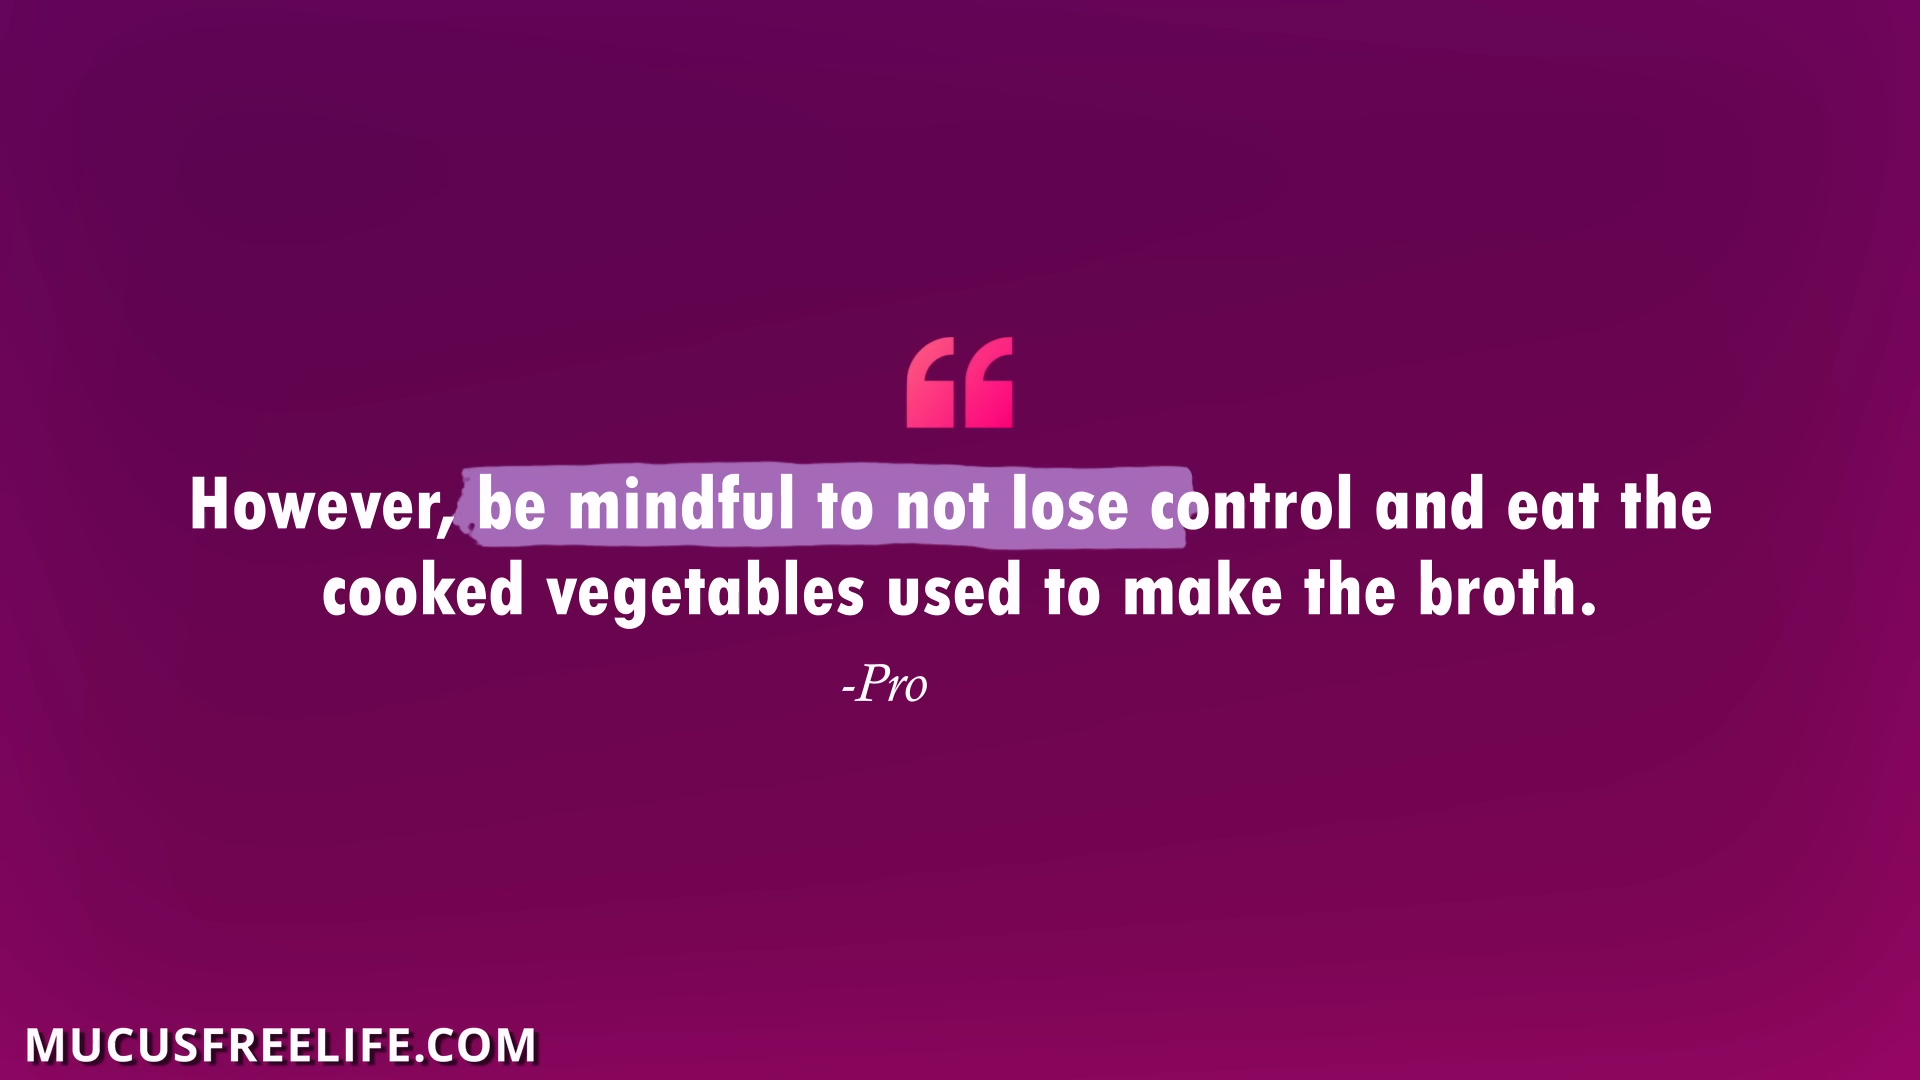 However, be mindful to not lose control and eat the
cooked vegetables used to make the broth.
-Pro
MUCUSFREELIFE.COM